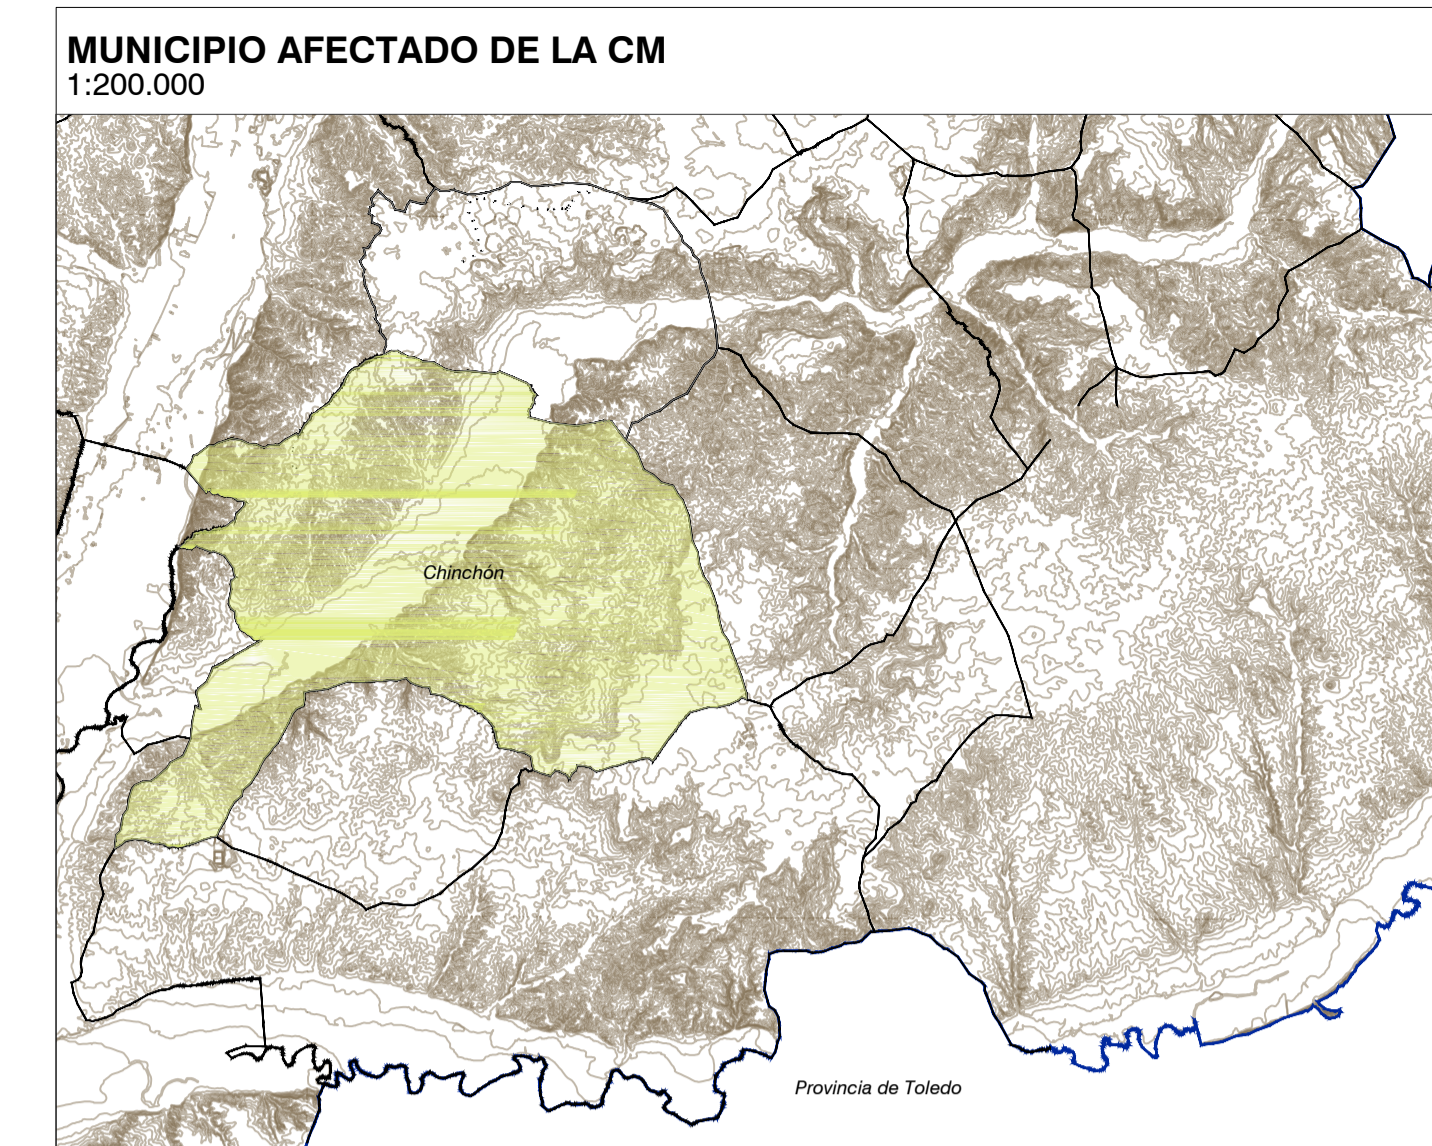 MUNICIPIO AFECTADO DE LA CM
1:200.000
Chinchón
Provincia de Toledo